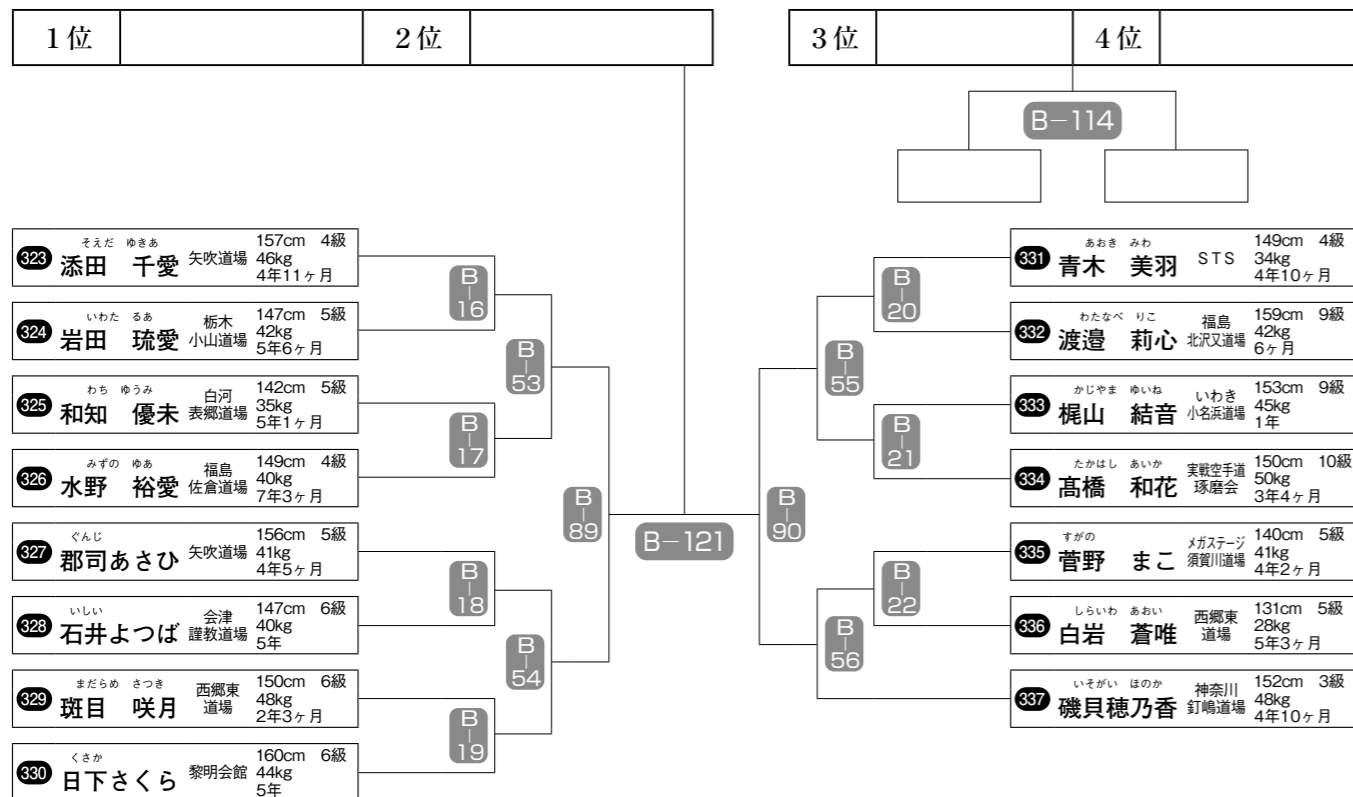 1位 2位 3位 4位
B−114
323 そえだ ゆきあ 添田 千愛 矢吹道場 157cm 4級 46kg 4年11ヶ月
324 いわた るあ 岩田 琉愛 栃木 小山道場 147cm 5級 42kg 5年6ヶ月
325 わち ゆうみ 和知 優未 白河 表郷道場 142cm 5級 35kg 5年1ヶ月
326 みずの ゆあ 水野 裕愛 福島 佐倉道場 149cm 4級 40kg 7年3ヶ月
327 ぐんじ 郡司あさひ 矢吹道場 156cm 5級 41kg 4年5ヶ月
328 いしい 石井よつば 会津 謹教道場 147cm 6級 40kg 5年
329 まだらめ さつき 斑目 咲月 西郷東 道場 150cm 6級 48kg 2年3ヶ月
330 くさか 日下さくら 黎明会館 160cm 6級 44kg 5年
B−16
B−17
B−18
B−19
B−53
B−54
B−89
B−121
B−90
B−55
B−56
B−20
B−21
B−22
331 あおき みわ 青木 美羽 STS 149cm 4級 34kg 4年10ヶ月
332 わたなべ りこ 渡邉 莉心 福島 北沢又道場 159cm 9級 42kg 6ヶ月
333 かじやま ゆいね 梶山 結音 いわき 小名浜道場 153cm 9級 45kg 1年
334 たかはし あいか 髙橋 和花 実戦空手道 琢磨会 150cm 10級 50kg 3年4ヶ月
335 すがの 菅野 まこ メガステージ 須賀川道場 140cm 5級 41kg 4年2ヶ月
336 しらいわ あおい 白岩 蒼唯 西郷東 道場 131cm 5級 28kg 5年3ヶ月
337 いそがい ほのか 磯貝穂乃香 神奈川 釘嶋道場 152cm 3級 48kg 4年10ヶ月